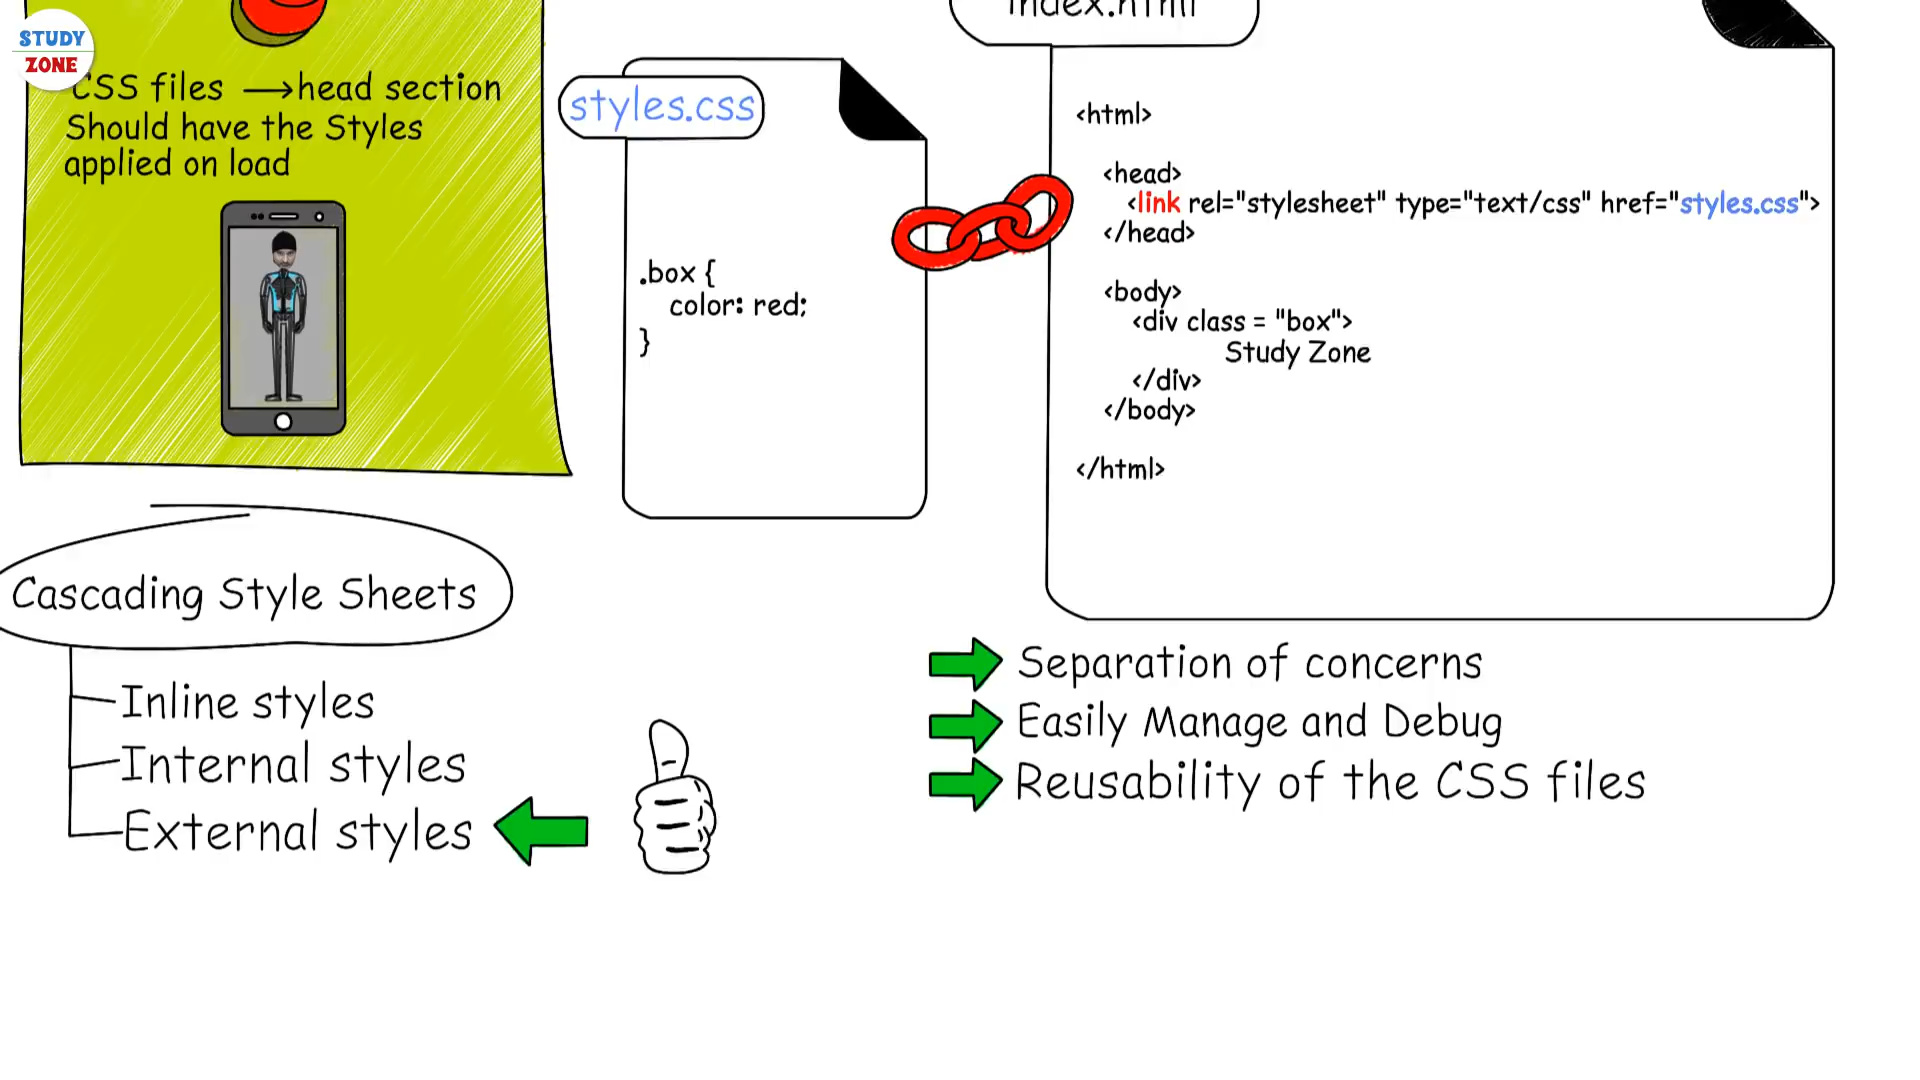 STUDY
ZONE
CSS files →head section
Should have the Styles
applied on load
styles.css
.box {
color: red;
}
index.html
<html>
<head>
<link rel="stylesheet" type="text/css" href="styles.css">
</head>
<body>
<div class = "box">
Study Zone
</div>
</body>
</html>
Cascading Style Sheets
Inline styles
Internal styles
External styles
Separation of concerns
Easily Manage and Debug
Reusability of the CSS files